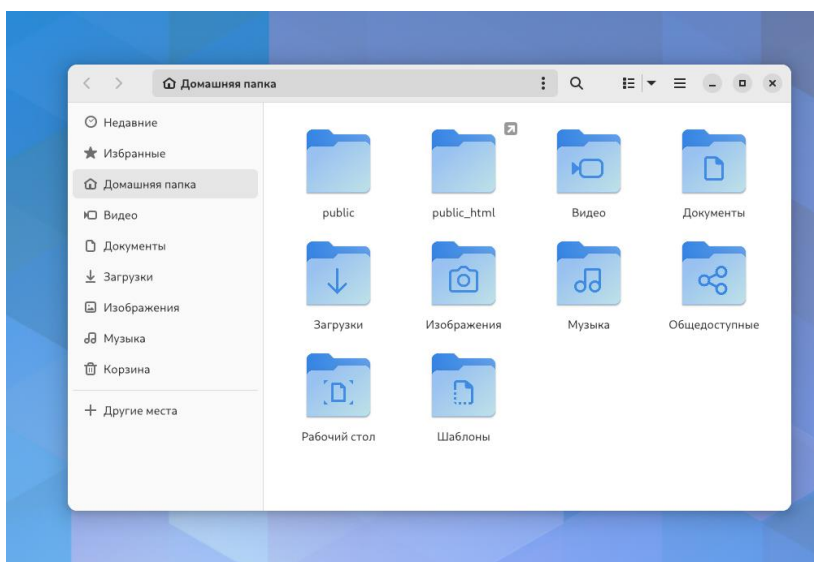 Домашняя папка
Недавние
Избранные
Домашняя папка
Видео
Документы
Загрузки
Изображения
Музыка
Корзина
Другие места
public
public_html
Видео
Документы
Загрузки
Изображения
Музыка
Общедоступные
Рабочий стол
Шаблоны